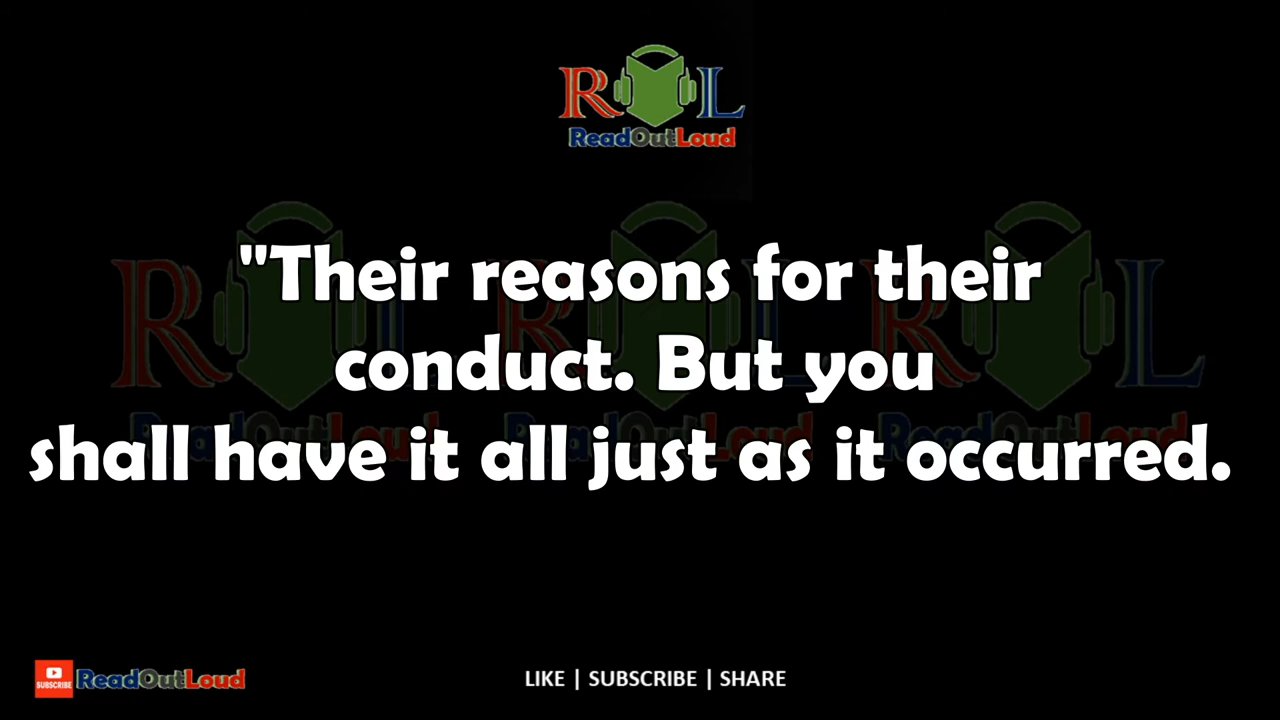 R L
ReadOutLoud
"Their reasons for their
conduct. But you
shall have it all just as it occurred.
SUBSCRIBE ReadOutLoud
LIKE | SUBSCRIBE | SHARE